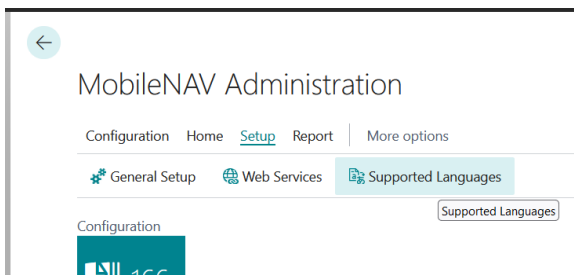 MobileNAV Administration
Configuration Home Setup Report More options
General Setup Web Services Supported Languages
Supported Languages
Configuration